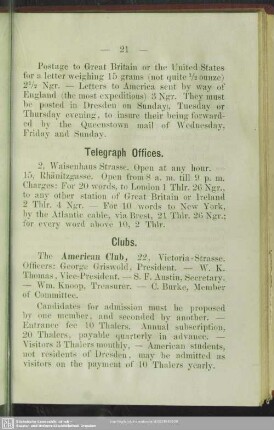 — 21 —
Postage to Great Britain or the United States
for a letter weighing 15 grams (not quite ½ ounce)
2½ Ngr. — Letters to America sent by way of
England (the most expeditious) 3 Ngr. They must
be posted in Dresden on Sunday, Tuesday or
Thursday evening, to insure their being forward-
ed by the Queenstown mail of Wednesday,
Friday and Sunday.
Telegraph Offices.
2, Waisenhaus Strasse. Open at any hour. —
15, Rhänitzgasse. Open from 8 a. m. till 9 p. m.
Charges: For 20 words, to London 1 Thlr. 26 Ngr.,
to any other station of Great Britain or Ireland
2 Thlr. 4 Ngr. — For 10 words to New York,
by the Atlantic cable, via Brest, 21 Thlr. 26 Ngr.;
for every word above 10, 2 Thlr.
Clubs.
The American Club, 22, Victoria-Strasse.
Officers: George Griswold, President. — W. K.
Thomas, Vice-President. — S. F. Austin, Secretary.
— Wm. Knoop, Treasurer. — C. Burke, Member
of Committee.
Candidates for admission must be proposed
by one member, and seconded by another. —
Entrance fee 10 Thalers. Annual subscription,
20 Thalers, payable quarterly in advance. —
Visitors 3 Thalers monthly. — American students,
not residents of Dresden, may be admitted as
visitors on the payment of 10 Thalers yearly.